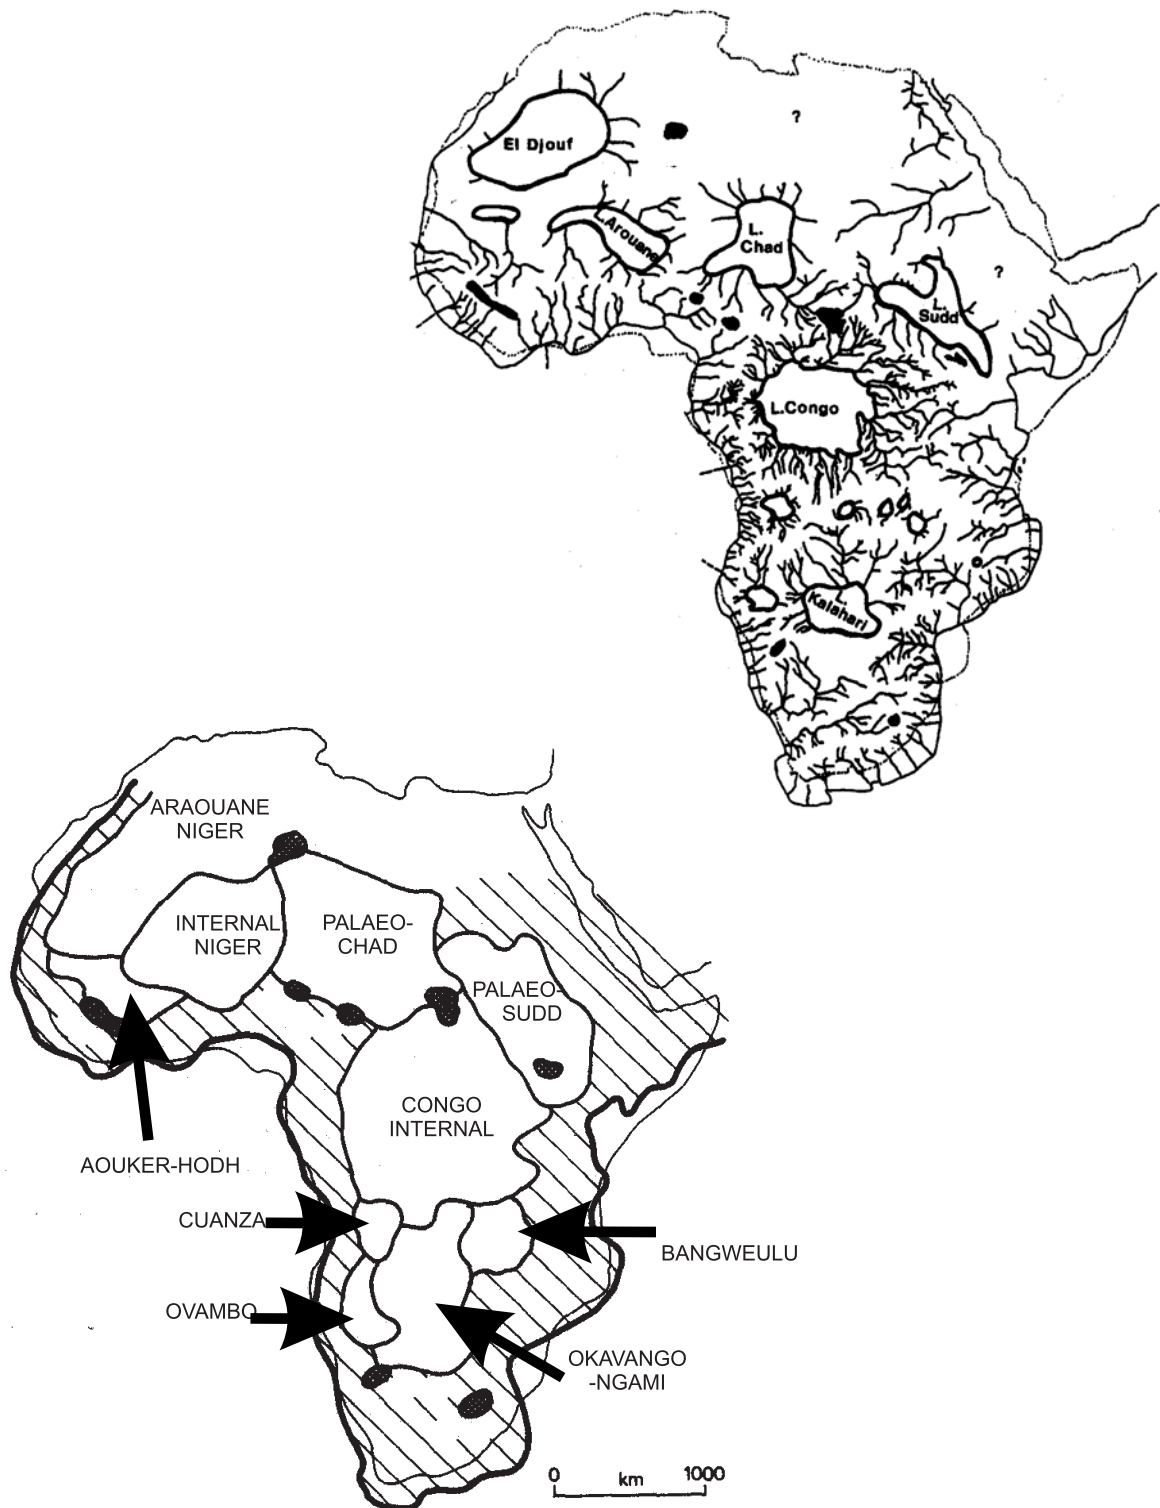 El Djouf
?
L.Arouane
L.
Chad
?
L.
Sudd
L.Congo
L.
Kalahari
ARAOUANE
NIGER
INTERNAL
NIGER
PALAEO-
CHAD
PALAEO-
SUDD
CONGO
INTERNAL
AOUKER-HODH
CUANZA
BANGWEULU
OVAMBO
OKAVANGO
-NGAMI
0 km 1000